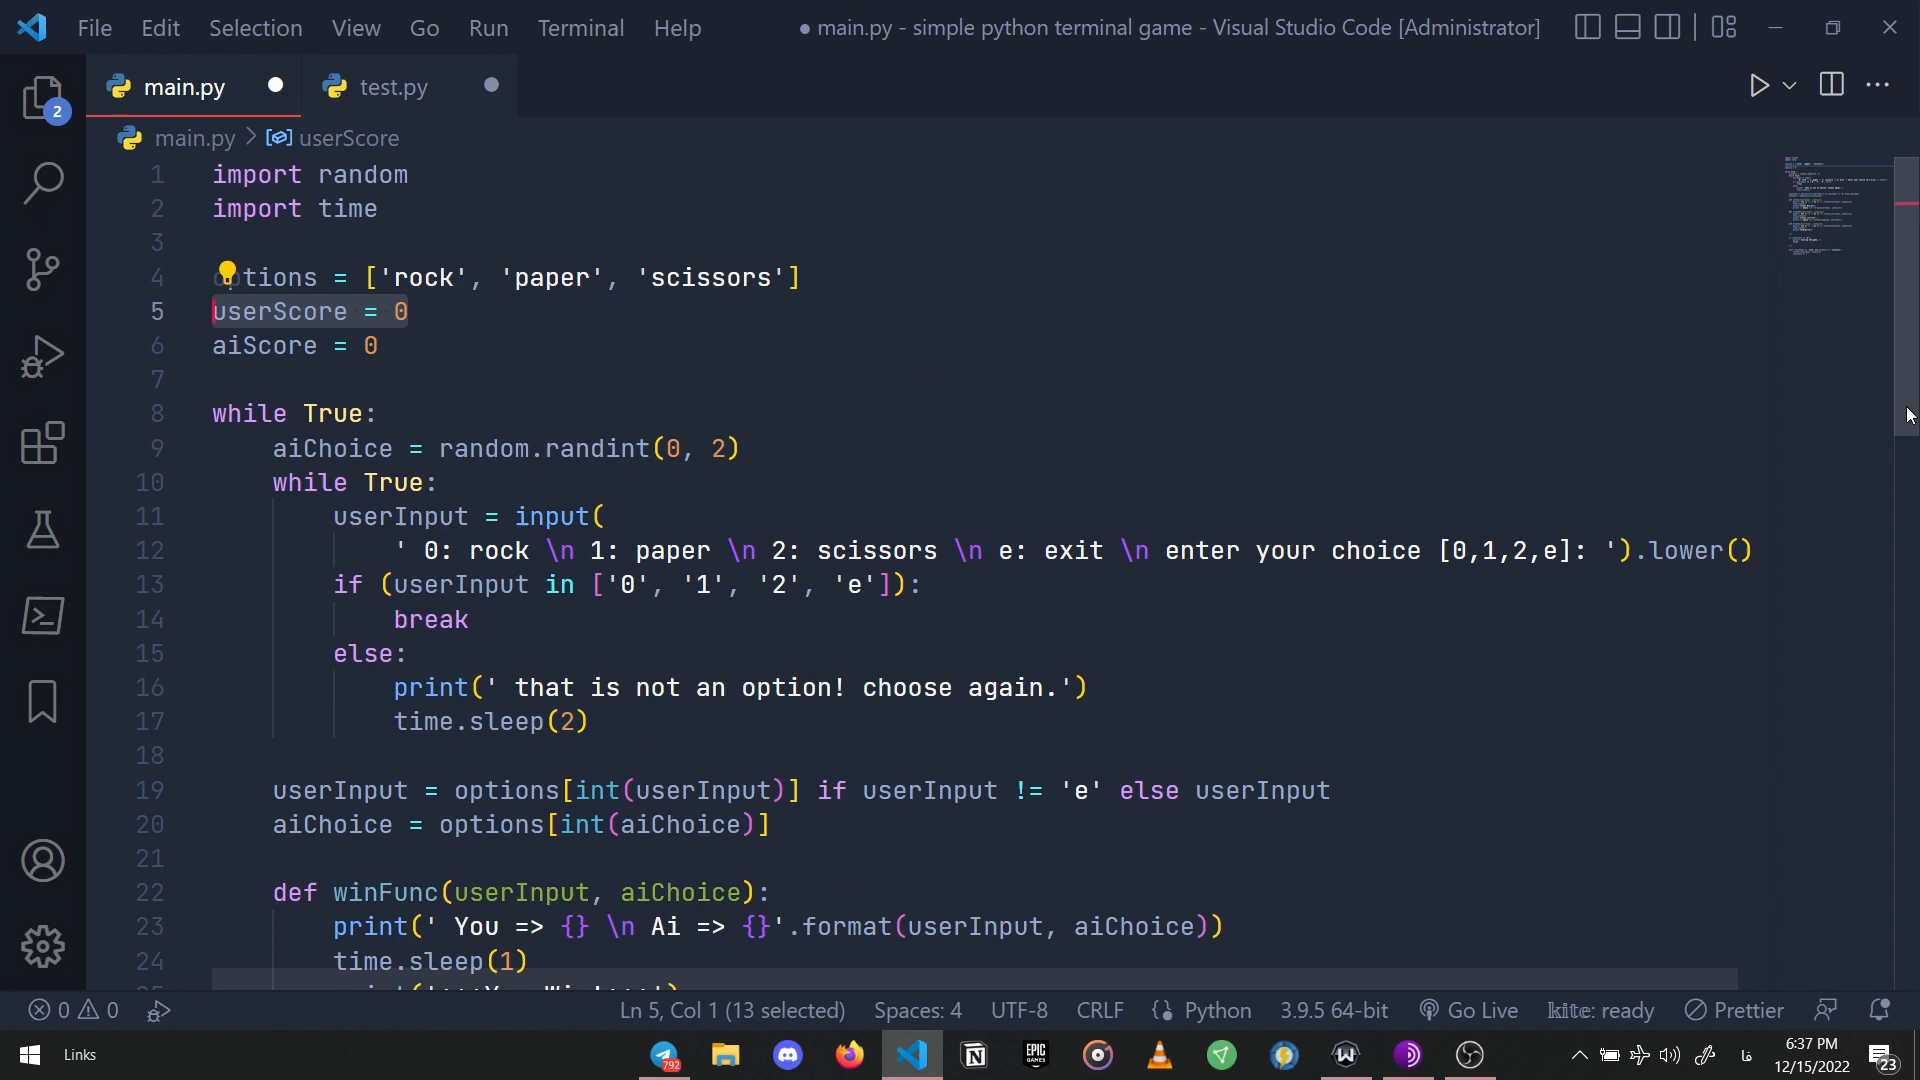 File Edit Selection View Go Run Terminal Help
● main.py - simple python terminal game - Visual Studio Code [Administrator]
main.py ●
test.py ●
2
main.py > userScore
1 import random
2 import time
3
4 options = ['rock', 'paper', 'scissors']
5 userScore = 0
6 aiScore = 0
7
8 while True:
9 aiChoice = random.randint(0, 2)
10 while True:
11 userInput = input(
12 ' 0: rock \n 1: paper \n 2: scissors \n e: exit \n enter your choice [0,1,2,e]: ').lower()
13 if (userInput in ['0', '1', '2', 'e']):
14 break
15 else:
16 print(' that is not an option! choose again.')
17 time.sleep(2)
18
19 userInput = options[int(userInput)] if userInput != 'e' else userInput
20 aiChoice = options[int(aiChoice)]
21
22 def winFunc(userInput, aiChoice):
23 print(' You => {} \n Ai => {}'.format(userInput, aiChoice))
24 time.sleep(1)
0 0 Ln 5, Col 1 (13 selected) Spaces: 4 UTF-8 CRLF {} Python 3.9.5 64-bit Go Live kite: ready Prettier
Links
792
EPIC GAMES
فا
6:37 PM
12/15/2022
23